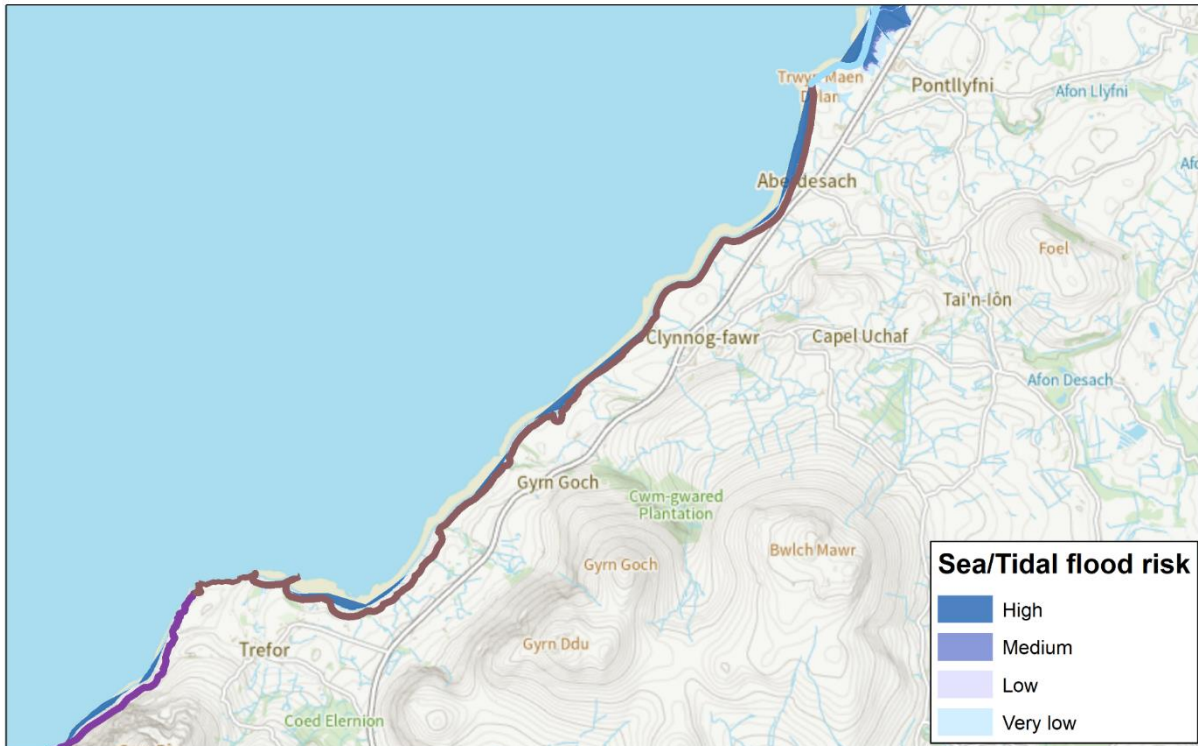 Trwyn Maen
Dylan
Pontllyfni
Afon Llyfni
Aberdesach
Foel
Tai'n-lôn
Clynnog-fawr
Capel Uchaf
Afon Desach
Gyrn Goch
Cwm-gwared
Plantation
Bwlch Mawr
Gyrn Goch
Gyrn Ddu
Trefor
Coed Elernion
Sea/Tidal flood risk
High
Medium
Low
Very low